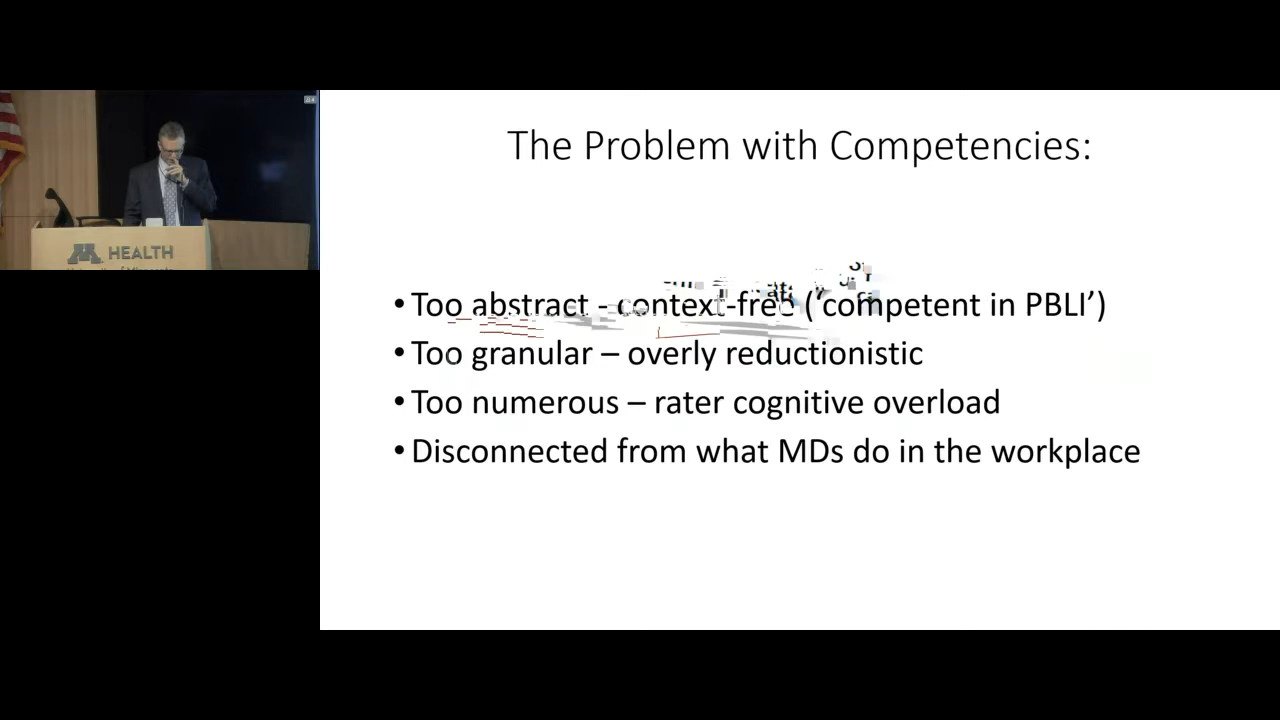 The Problem with Competencies:
• Too abstract - context-free (‘competent in PBLI’)
• Too granular – overly reductionistic
• Too numerous – rater cognitive overload
• Disconnected from what MDs do in the workplace
M HEALTH